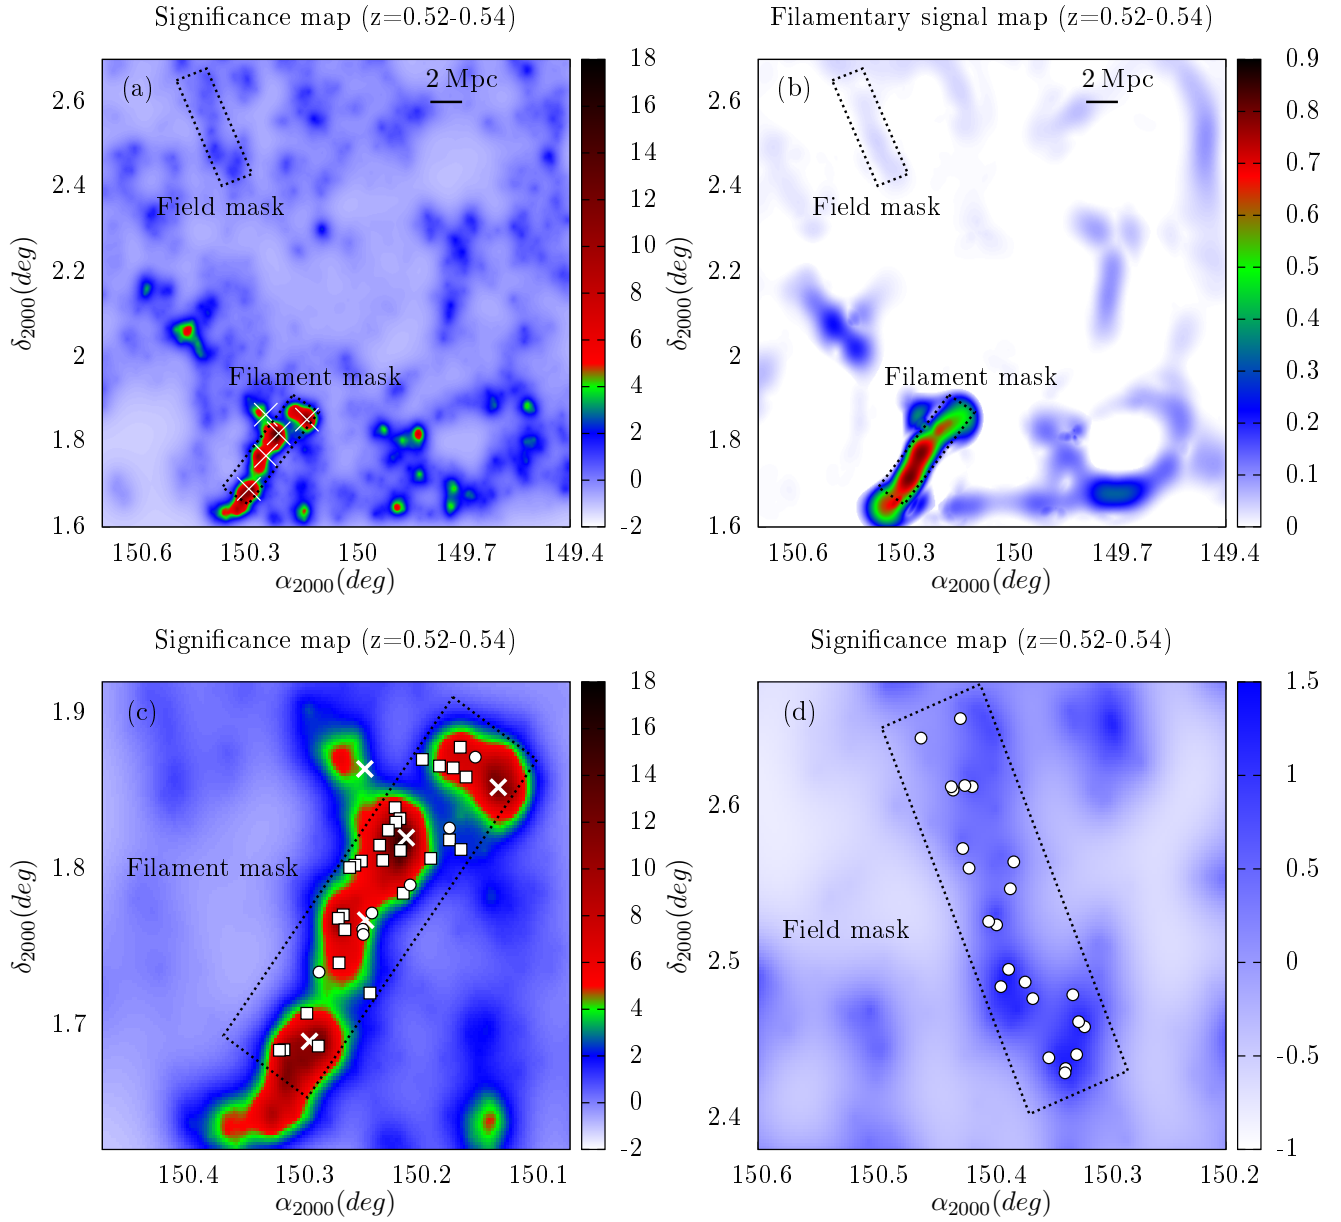 Significance map (z=0.52-0.54)
(a)
2 Mpc
Field mask
Filament mask
2.6
2.4
2.2
2
1.8
1.6
δ2000(deg)
150.6 150.3 150 149.7 149.4
α2000(deg)
18
16
14
12
10
8
6
4
2
0
-2
Filamentary signal map (z=0.52-0.54)
(b)
2 Mpc
Field mask
Filament mask
2.6
2.4
2.2
2
1.8
1.6
δ2000(deg)
150.6 150.3 150 149.7 149.4
α2000(deg)
0.9
0.8
0.7
0.6
0.5
0.4
0.3
0.2
0.1
0
Significance map (z=0.52-0.54)
(c)
Filament mask
1.9
1.8
1.7
δ2000(deg)
150.4 150.3 150.2 150.1
α2000(deg)
18
16
14
12
10
8
6
4
2
0
-2
Significance map (z=0.52-0.54)
(d)
Field mask
2.6
2.5
2.4
δ2000(deg)
150.6 150.5 150.4 150.3 150.2
α2000(deg)
1.5
1
0.5
0
-0.5
-1